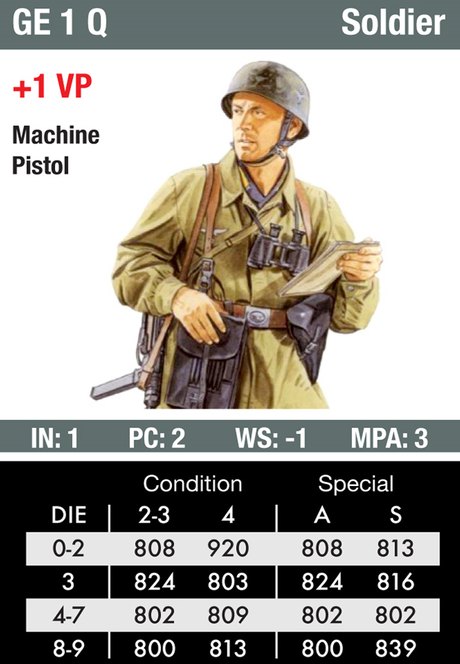 GE 1 Q Soldier
+1 VP
Machine
Pistol
IN: 1 PC: 2 WS: -1 MPA: 3
Condition Special
DIE 2-3 4 A S
0-2 808 920 808 813
3 824 803 824 816
4-7 802 809 802 802
8-9 800 813 800 839